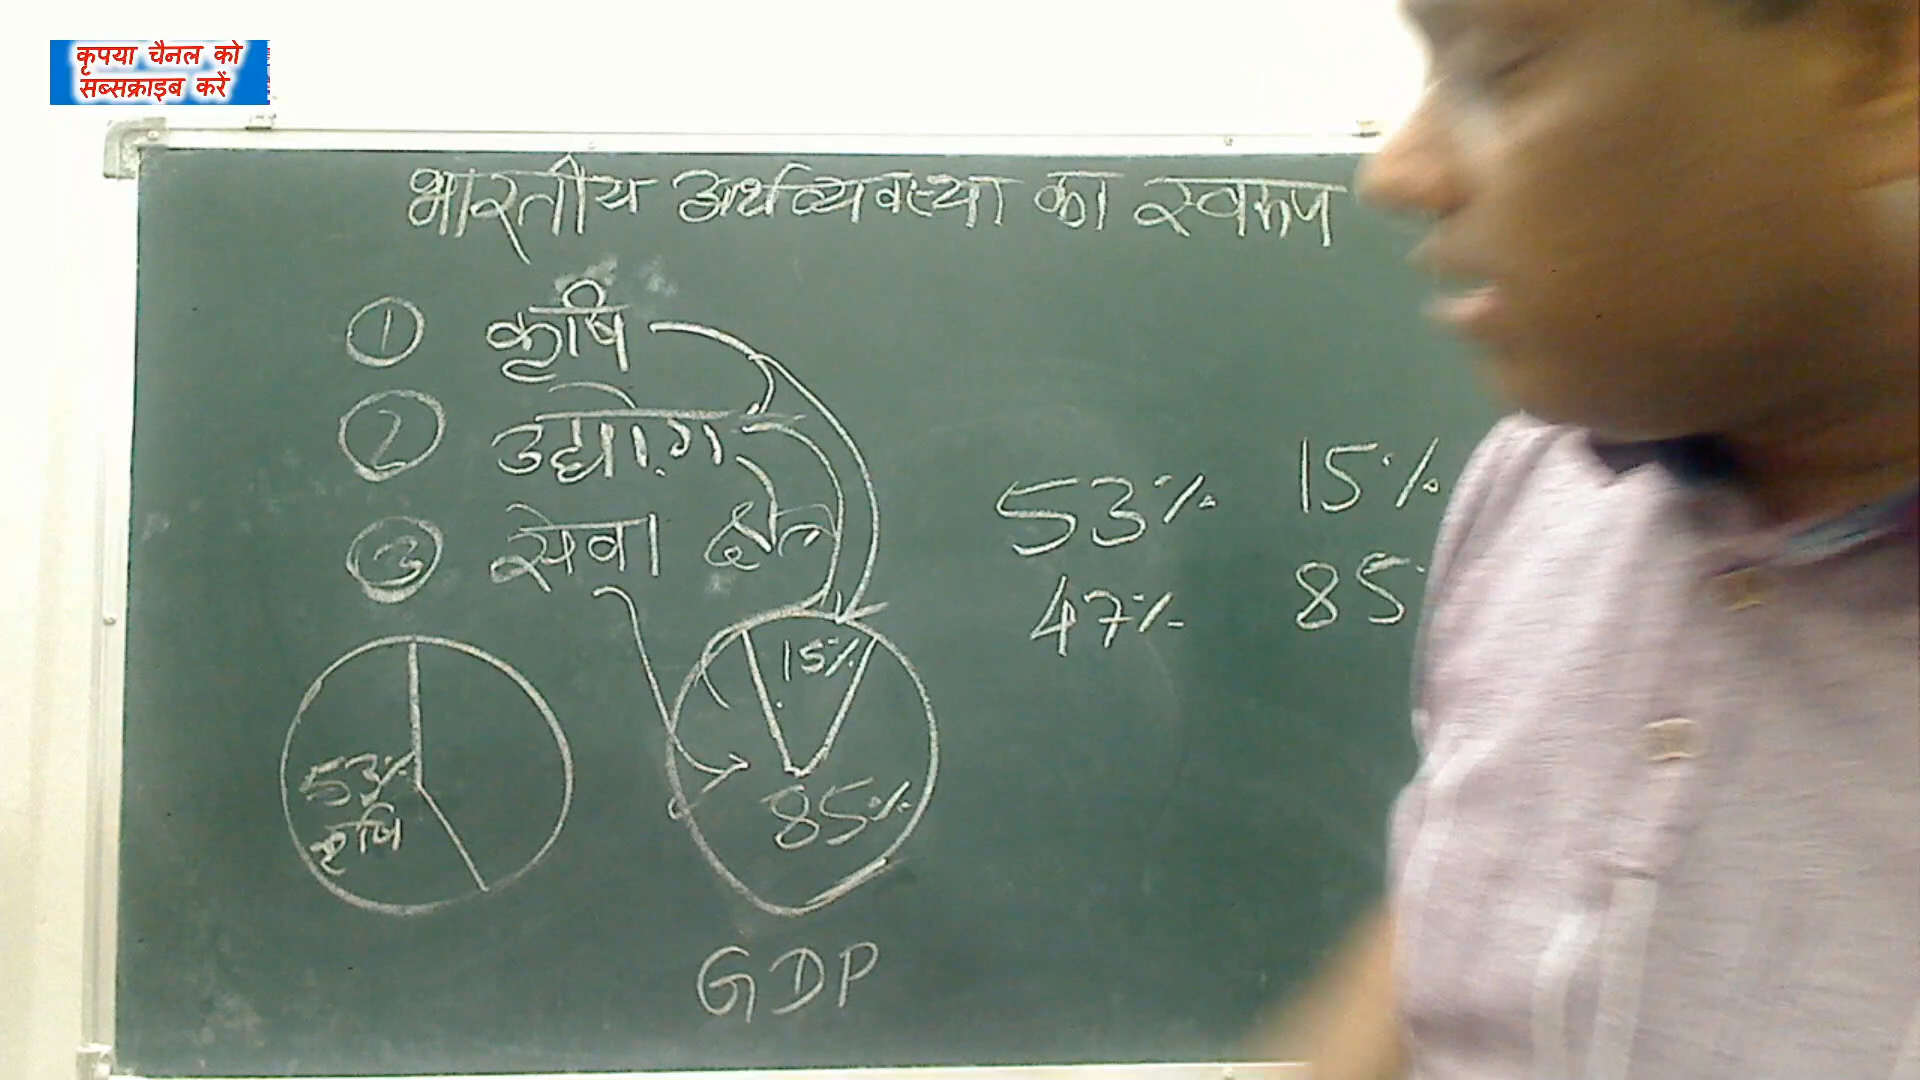 कृपया चैनल को
सब्सक्राइब करें
भारतीय अर्थव्यवस्था का स्वरूप
1 कृषि
2 उद्योग
3 सेवा क्षेत्र
53% 15%
47% 85
15%
85%
53%
कृषि
GDP